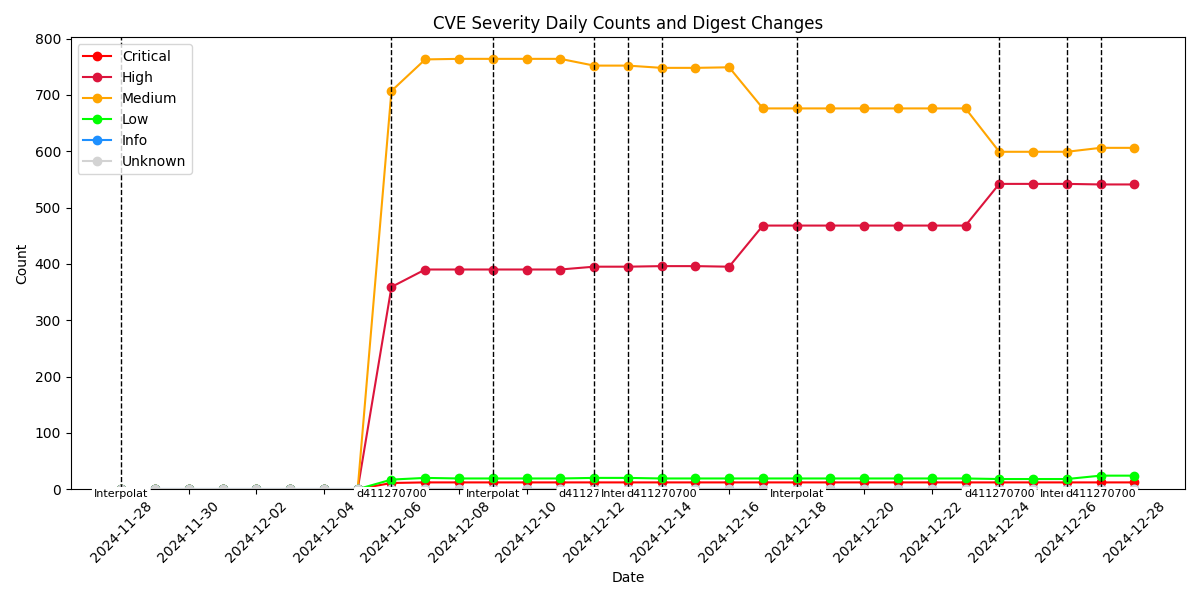 CVE Severity Daily Counts and Digest Changes
800
700
600
500
400
300
200
100
0
Count
Critical
High
Medium
Low
Info
Unknown
Interpolat
d411270700
Interpolat
d41127
Inter
d411270700
Interpolat
d411270700
Inter
d411270700
2024-11-28
2024-11-30
2024-12-02
2024-12-04
2024-12-06
2024-12-08
2024-12-10
2024-12-12
2024-12-14
2024-12-16
2024-12-18
2024-12-20
2024-12-22
2024-12-24
2024-12-26
2024-12-28
Date